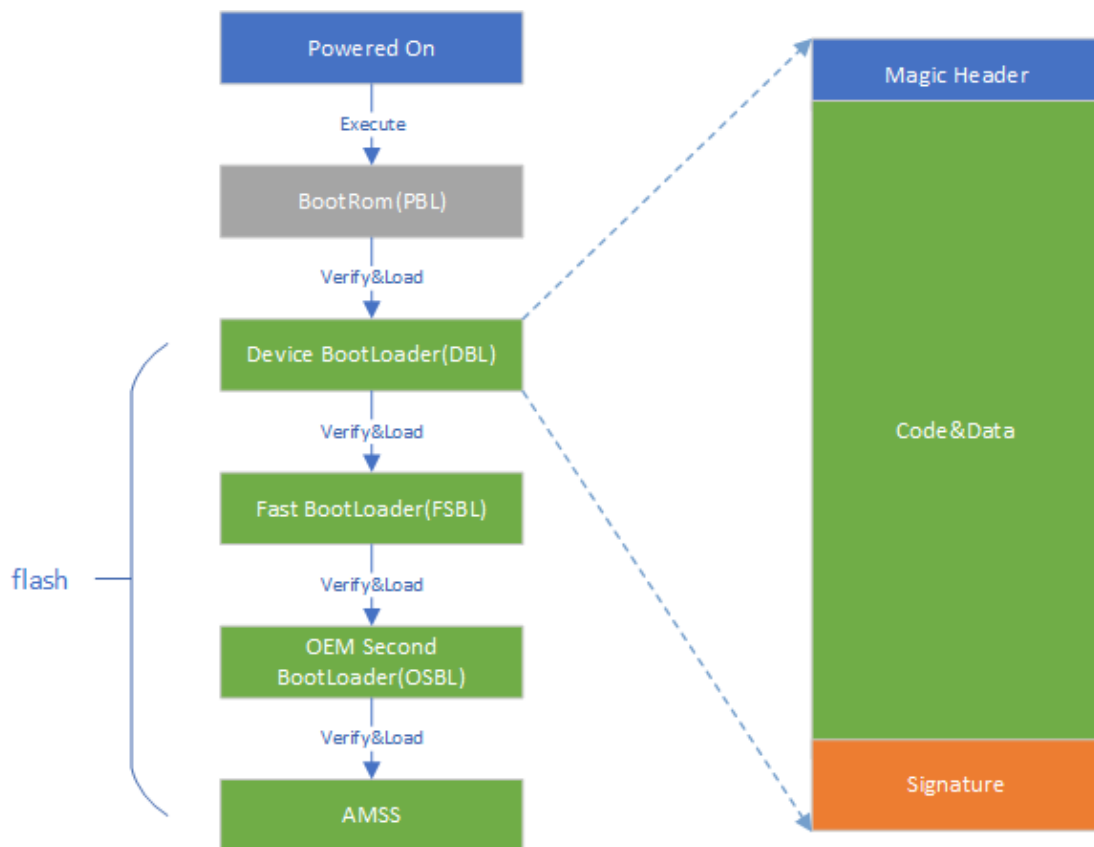 Powered On
Execute
BootRom(PBL)
Verify&Load
Device BootLoader(DBL)
Verify&Load
Fast BootLoader(FSBL)
Verify&Load
OEM Second
BootLoader(OSBL)
Verify&Load
AMSS
flash
Magic Header
Code&Data
Signature